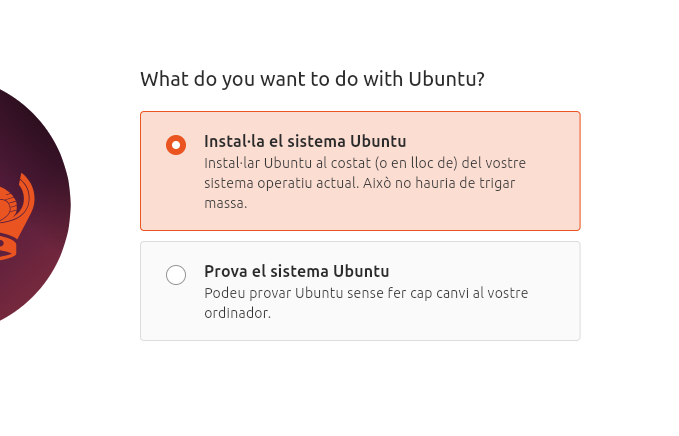 What do you want to do with Ubuntu?
Instal·la el sistema Ubuntu
Instal·lar Ubuntu al costat (o en lloc de) del vostre
sistema operatiu actual. Això no hauria de trigar
massa.
Prova el sistema Ubuntu
Podeu provar Ubuntu sense fer cap canvi al vostre
ordinador.